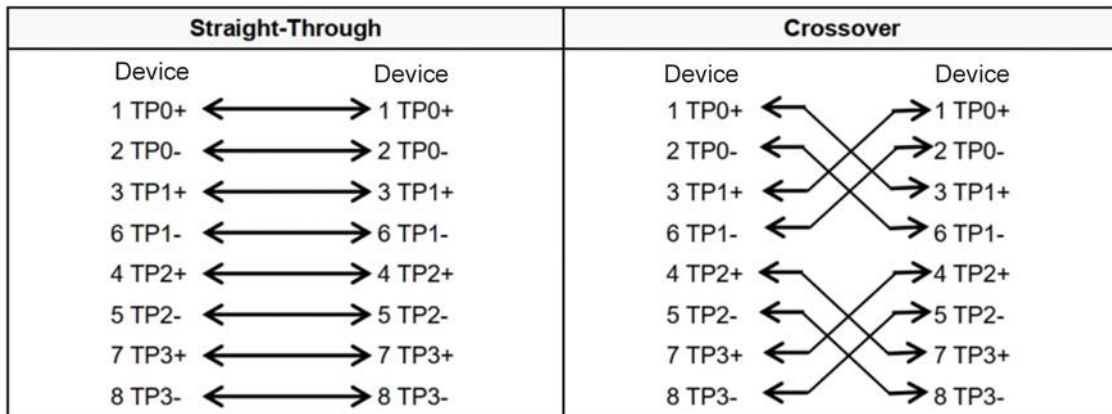 Straight-Through Crossover
Device Device Device Device
1 TP0+ 1 TP0+ 1 TP0+ 1 TP0+
2 TP0- 2 TP0- 2 TP0- 2 TP0-
3 TP1+ 3 TP1+ 3 TP1+ 3 TP1+
6 TP1- 6 TP1- 6 TP1- 6 TP1-
4 TP2+ 4 TP2+ 4 TP2+ 4 TP2+
5 TP2- 5 TP2- 5 TP2- 5 TP2-
7 TP3+ 7 TP3+ 7 TP3+ 7 TP3+
8 TP3- 8 TP3- 8 TP3- 8 TP3-